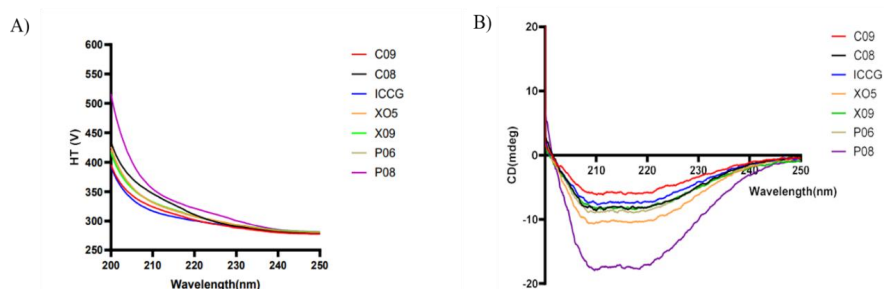 A)
600
550
500
450
400
350
300
250
HT (V)
200 210 220 230 240 250
Wavelength(nm)
C09
C08
ICCG
XO5
X09
P06
P08
B)
20
10
0
-10
-20
CD(mdeg)
210 220 230 240 250
Wavelength(nm)
C09
C08
ICCG
XO5
X09
P06
P08